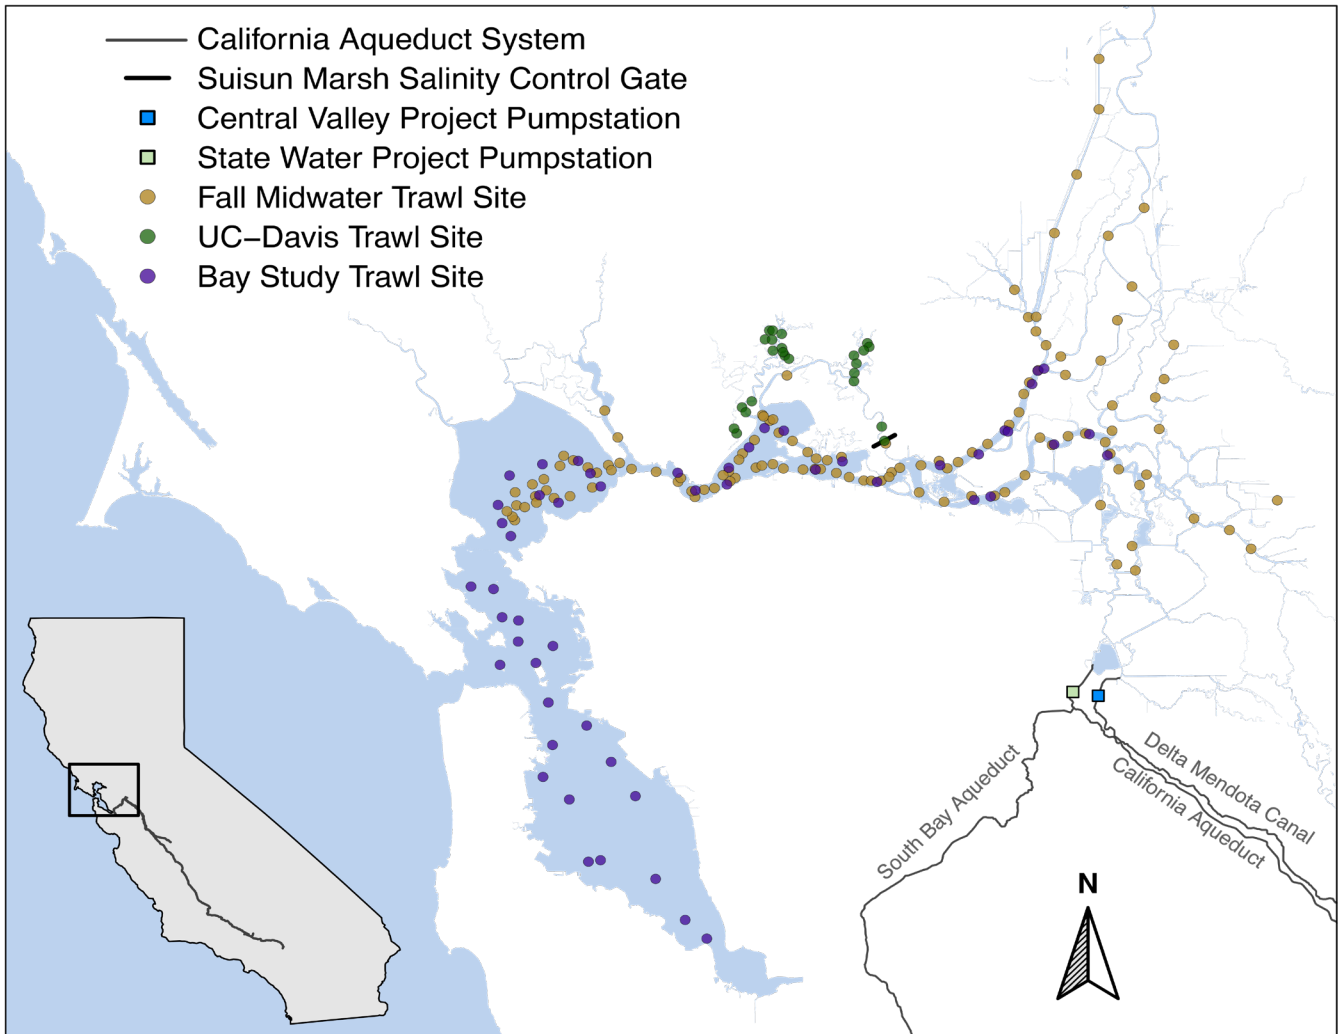 California Aqueduct System
Suisun Marsh Salinity Control Gate
Central Valley Project Pumpstation
State Water Project Pumpstation
Fall Midwater Trawl Site
UC−Davis Trawl Site
Bay Study Trawl Site
Delta Mendota Canal
California Aqueduct
South Bay Aqueduct
N